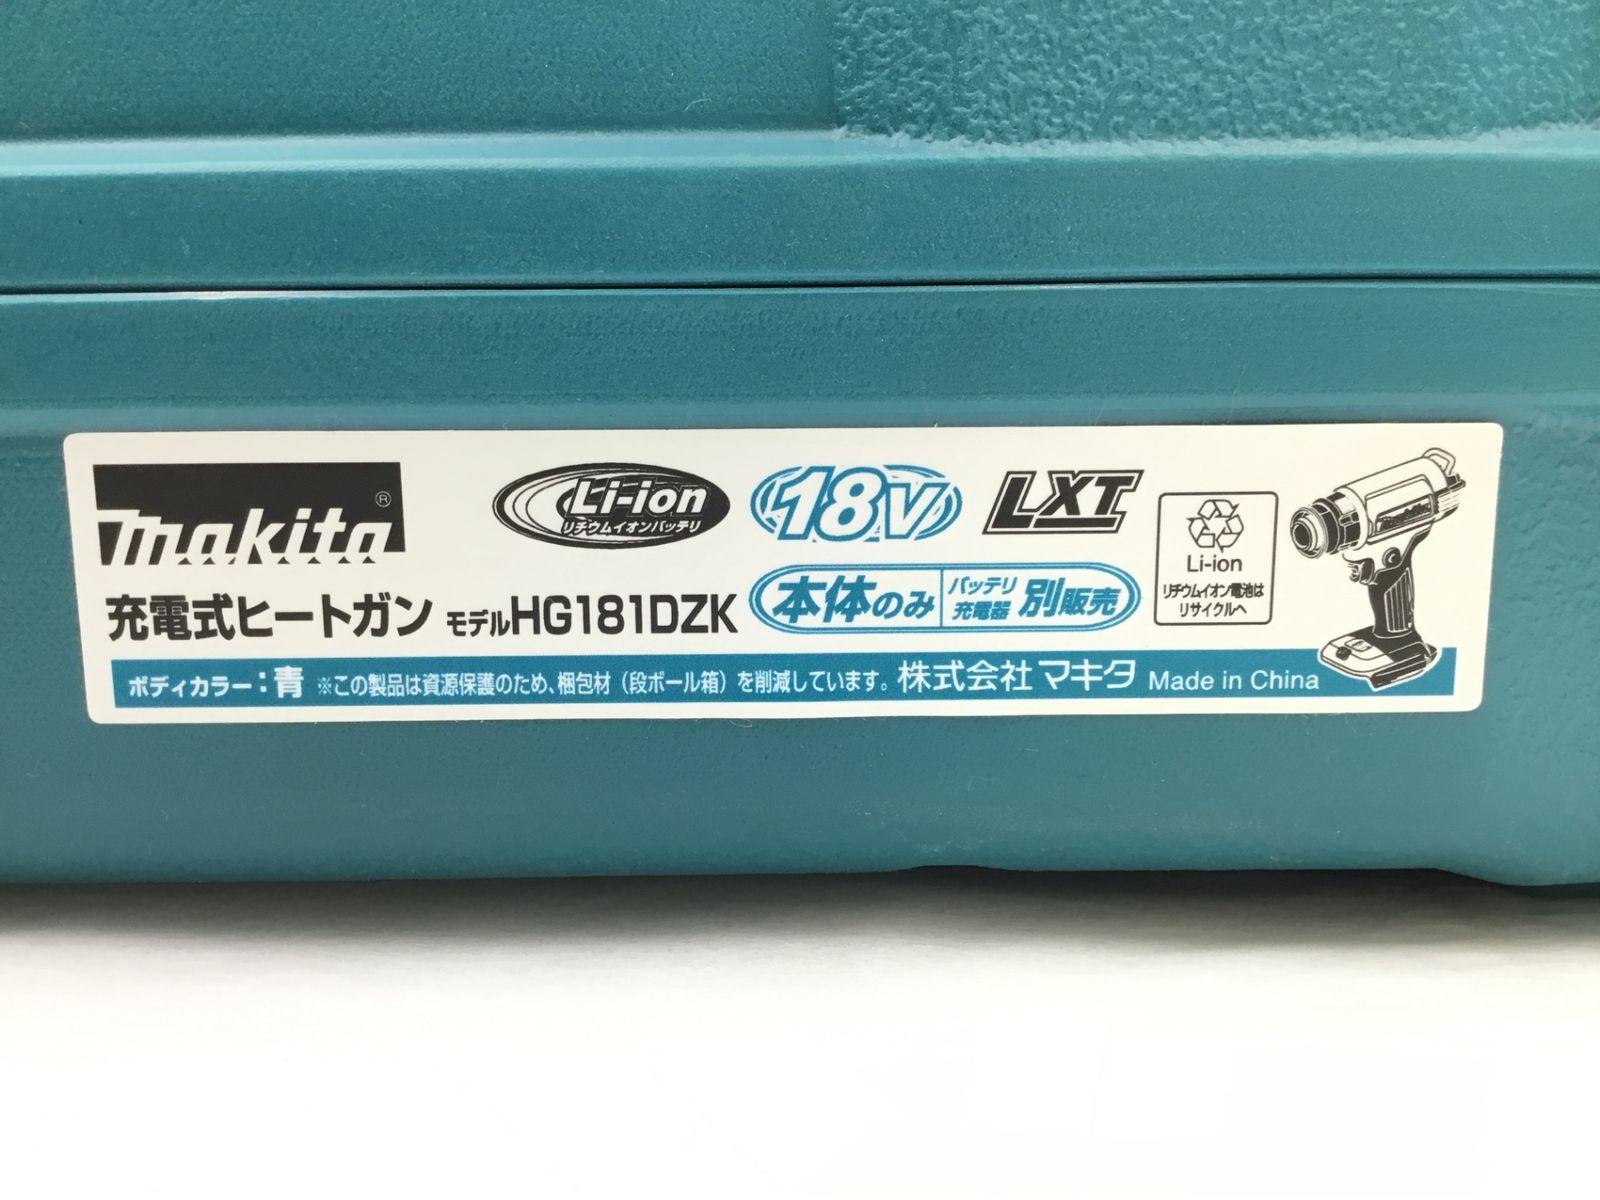 makita®
Li-ion
リチウムイオンバッテリ
18V
LXT
充電式ヒートガン モデルHG181DZK
本体のみ バッテリ 充電器 別販売
Li-ion
リチウムイオン電池は
リサイクルへ
ボディカラー:青 ※この製品は資源保護のため、梱包材(段ボール箱)を削減しています。株式会社マキタ Made in China